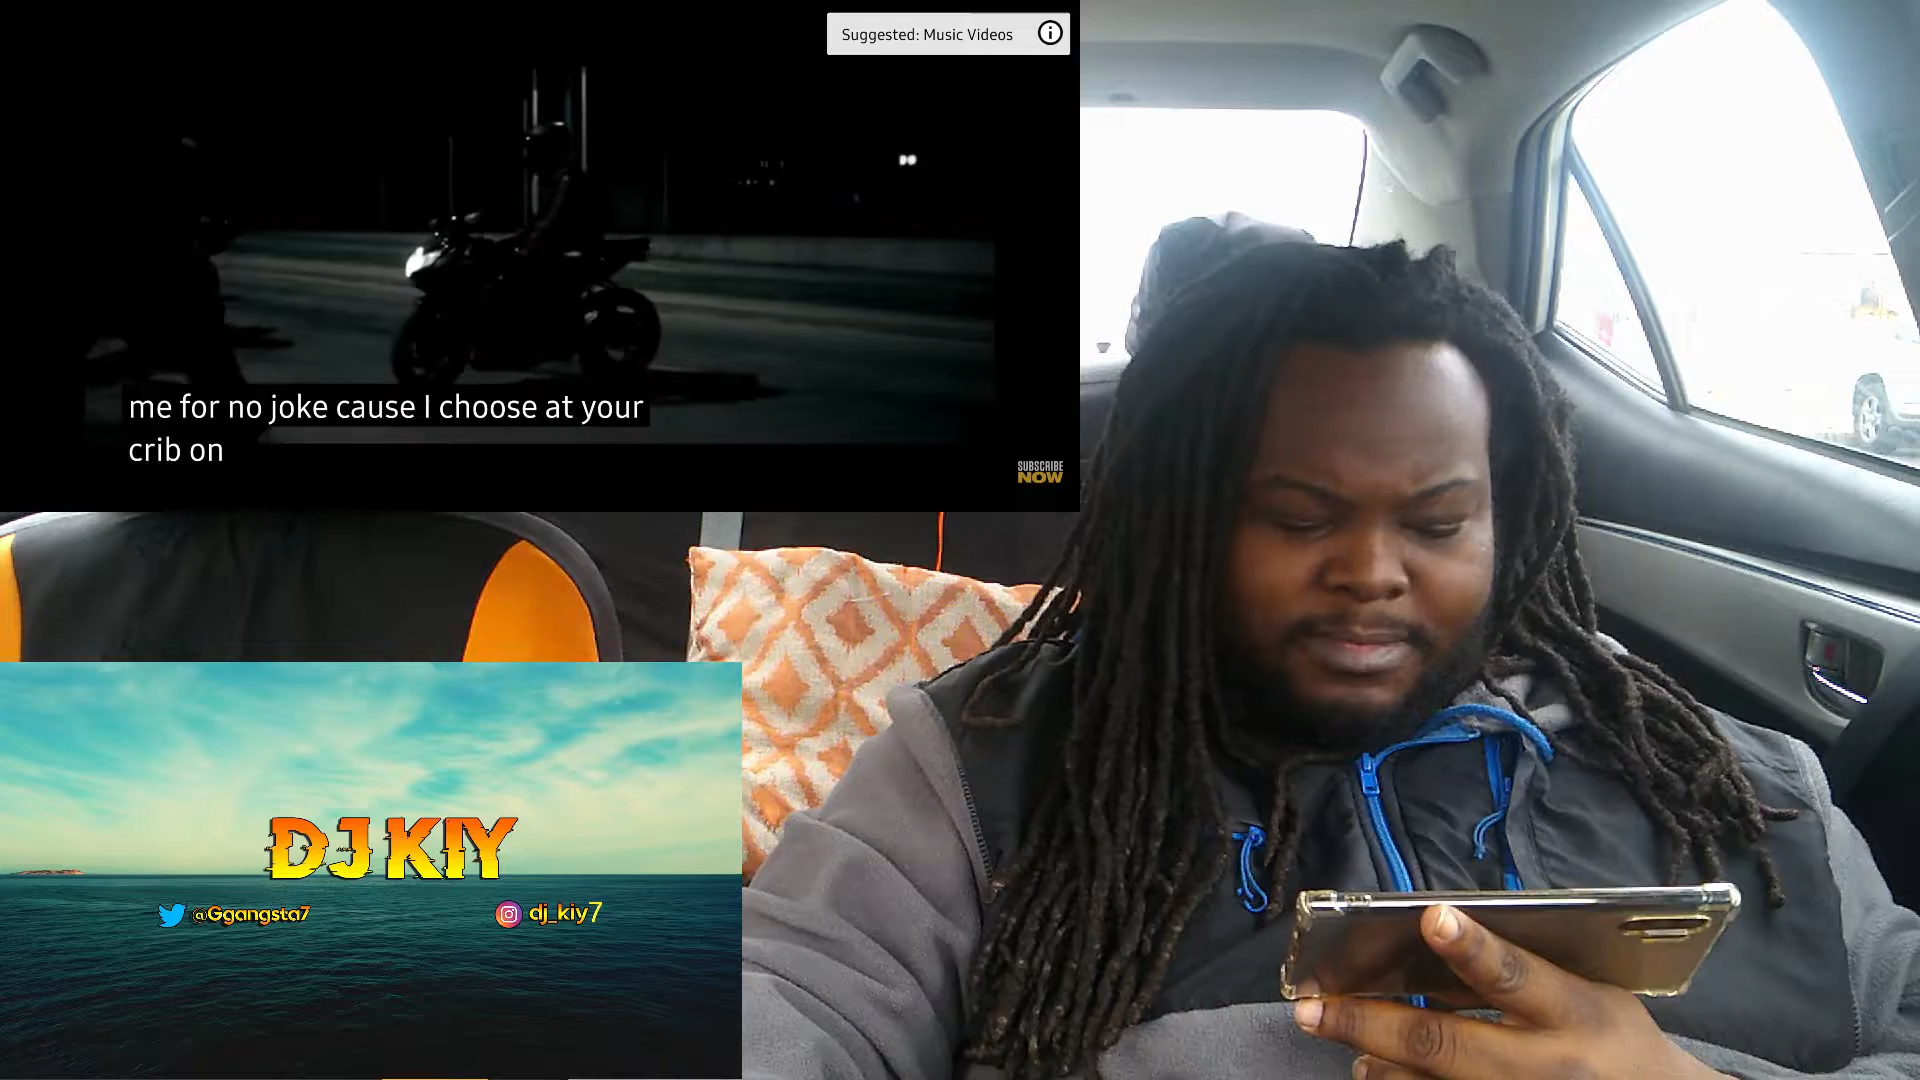 Suggested: Music Videos
me for no joke cause I choose at your
crib on
SUBSCRIBE
NOW
DJ KIY
@Ggangsta7
dj_kiy7